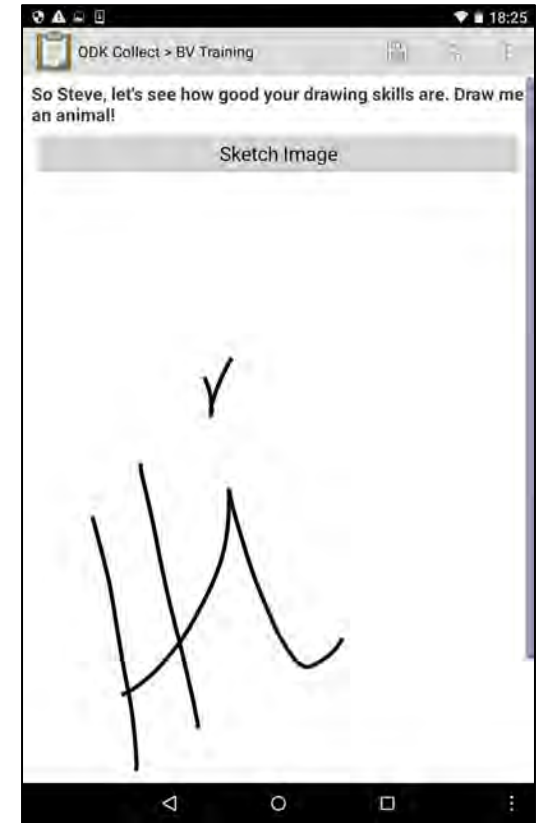 18:25
ODK Collect > BV Training
So Steve, let's see how good your drawing skills are. Draw me
an animal!
Sketch Image
Hi